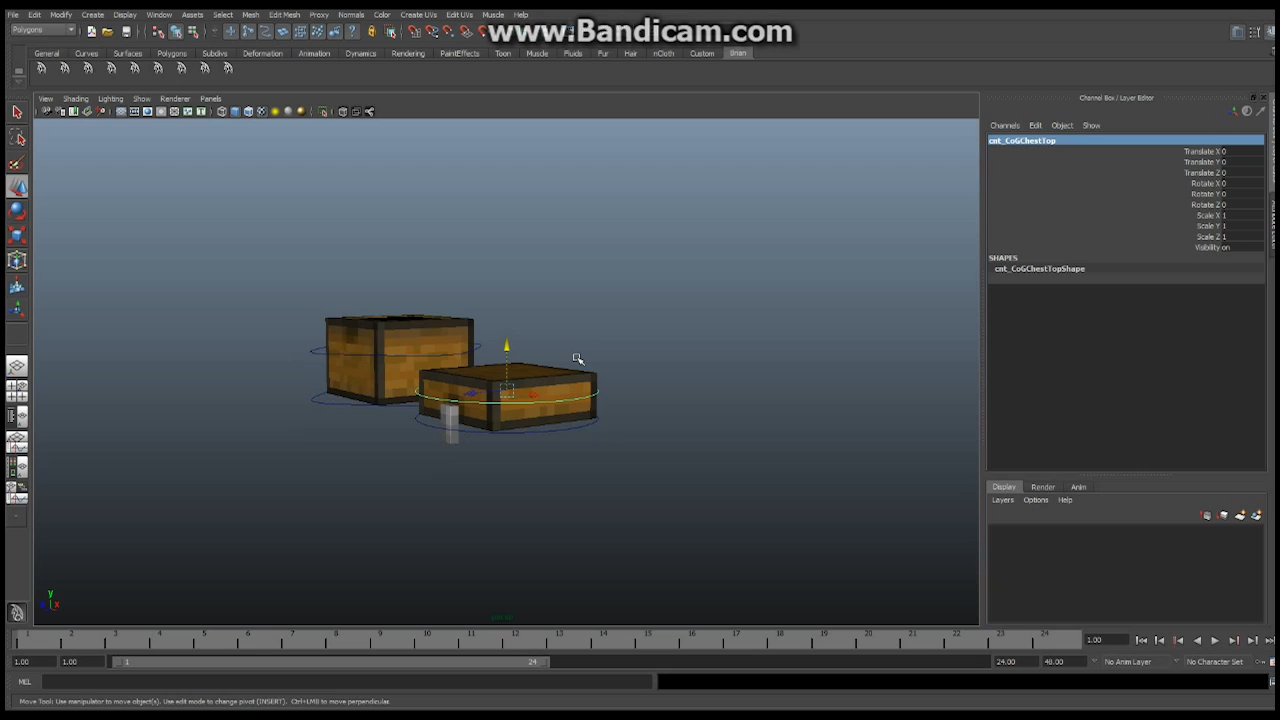 File Edit Modify Create Display Window Assets Select Mesh Edit Mesh Proxy Normals Color Create UVs Edit UVs Muscle Help
www.Bandicam.com
Polygons
General Curves Surfaces Polygons Subdivs Deformation Animation Dynamics Rendering PaintEffects Toon Muscle Fluids Fur Hair nCloth Custom Brian
View Shading Lighting Show Renderer Panels
Channel Box / Layer Editor
Channels Edit Object Show
cnt_CoGChestTop
Translate X 0
Translate Y 0
Translate Z 0
Rotate X 0
Rotate Y 0
Rotate Z 0
Scale X 1
Scale Y 1
Scale Z 1
Visibility on
SHAPES
cnt_CoGChestTopShape
Display Render Anim
Layers Options Help
y
x
persp
1 2 3 4 5 6 7 8 9 10 11 12 13 14 15 16 17 18 19 20 21 22 23 24 1.00
1.00 1.00 1 24 24.00 48.00 No Anim Layer No Character Set
MEL
Move Tool: Use manipulator to move object(s). Use edit mode to change pivot (INSERT). Ctrl+LMB to move perpendicular.